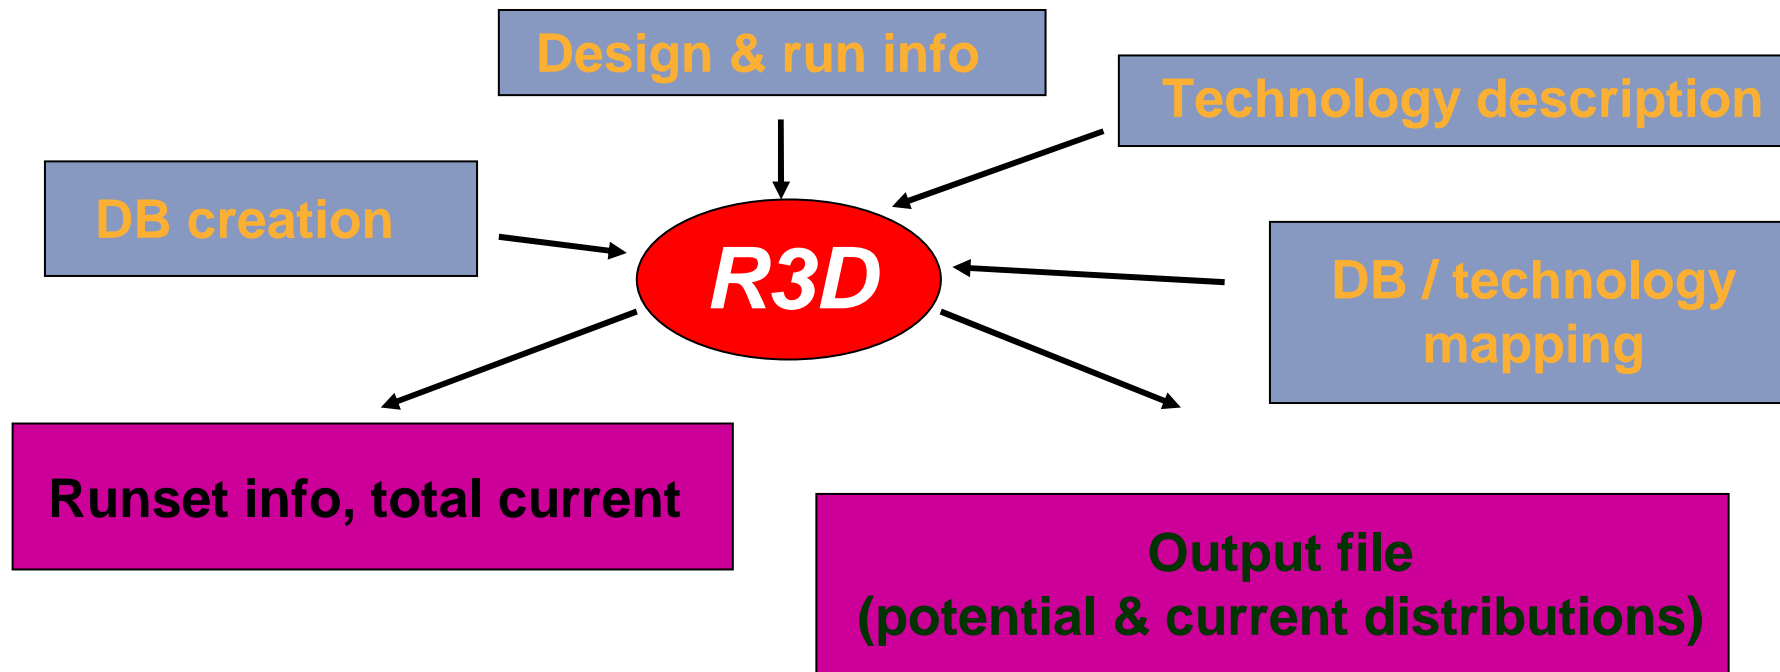 Design & run info
Technology description
DB creation
R3D
DB / technology
mapping
Runset info, total current
Output file
(potential & current distributions)